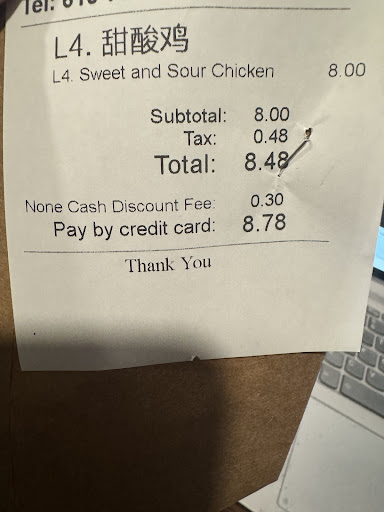 Tel:
L4. 甜酸鸡
L4. Sweet and Sour Chicken 8.00
Subtotal: 8.00
Tax: 0.48
Total: 8.48
None Cash Discount Fee: 0.30
Pay by credit card: 8.78
Thank You